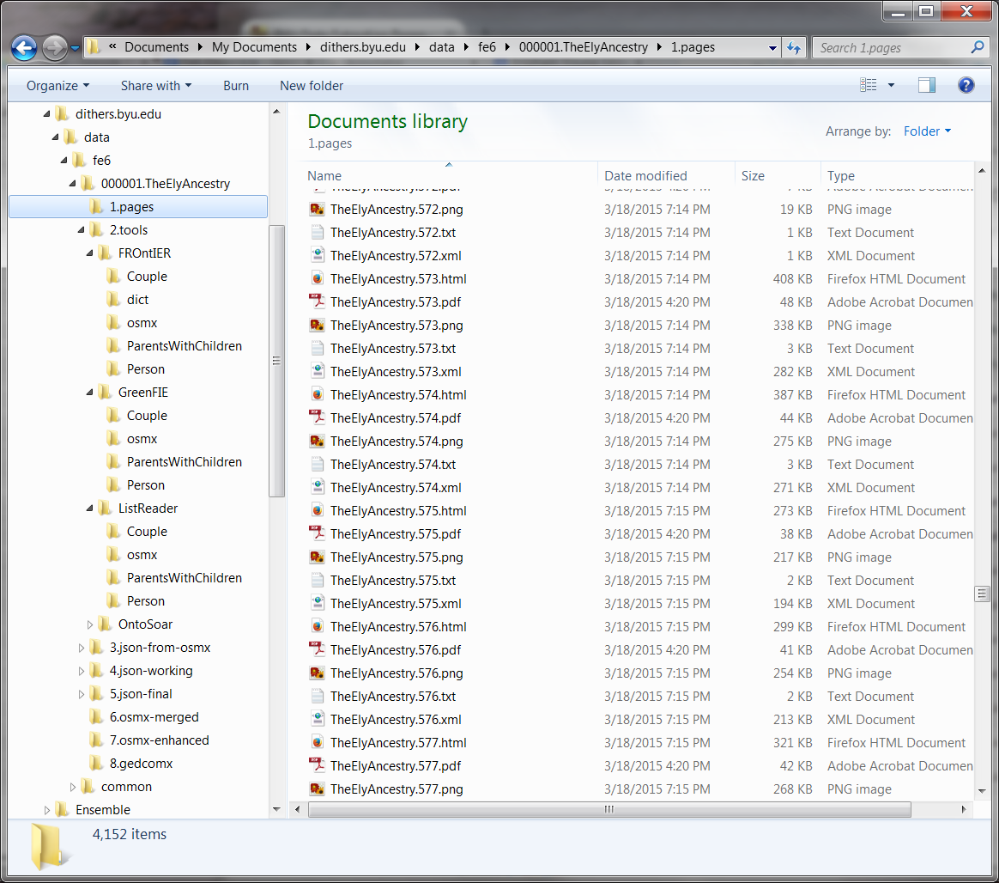 « Documents My Documents dithers.byu.edu data fe6 000001.TheElyAncestry 1.pages Search 1.pages
Organize Share with Burn New folder
dithers.byu.edu
data
fe6
000001.TheElyAncestry
1.pages
2.tools
FROntIER
Couple
dict
osmx
ParentsWithChildren
Person
GreenFIE
Couple
osmx
ParentsWithChildren
Person
ListReader
Couple
osmx
ParentsWithChildren
Person
OntoSoar
3.json-from-osmx
4.json-working
5.json-final
6.osmx-merged
7.osmx-enhanced
8.gedcomx
common
Ensemble
Documents library
1.pages
Arrange by: Folder
Name Date modified Size Type
TheElyAncestry.572.pdf 3/18/2015 4:20 PM 7 KB Adobe Acrobat Documen
TheElyAncestry.572.png 3/18/2015 7:14 PM 19 KB PNG image
TheElyAncestry.572.txt 3/18/2015 7:14 PM 1 KB Text Document
TheElyAncestry.572.xml 3/18/2015 7:14 PM 1 KB XML Document
TheElyAncestry.573.html 3/18/2015 7:14 PM 408 KB Firefox HTML Document
TheElyAncestry.573.pdf 3/18/2015 4:20 PM 48 KB Adobe Acrobat Documen
TheElyAncestry.573.png 3/18/2015 7:14 PM 338 KB PNG image
TheElyAncestry.573.txt 3/18/2015 7:14 PM 3 KB Text Document
TheElyAncestry.573.xml 3/18/2015 7:14 PM 282 KB XML Document
TheElyAncestry.574.html 3/18/2015 7:14 PM 387 KB Firefox HTML Document
TheElyAncestry.574.pdf 3/18/2015 4:20 PM 44 KB Adobe Acrobat Documen
TheElyAncestry.574.png 3/18/2015 7:14 PM 275 KB PNG image
TheElyAncestry.574.txt 3/18/2015 7:14 PM 3 KB Text Document
TheElyAncestry.574.xml 3/18/2015 7:14 PM 271 KB XML Document
TheElyAncestry.575.html 3/18/2015 7:15 PM 273 KB Firefox HTML Document
TheElyAncestry.575.pdf 3/18/2015 4:20 PM 38 KB Adobe Acrobat Documen
TheElyAncestry.575.png 3/18/2015 7:15 PM 217 KB PNG image
TheElyAncestry.575.txt 3/18/2015 7:15 PM 2 KB Text Document
TheElyAncestry.575.xml 3/18/2015 7:15 PM 194 KB XML Document
TheElyAncestry.576.html 3/18/2015 7:15 PM 299 KB Firefox HTML Document
TheElyAncestry.576.pdf 3/18/2015 4:20 PM 41 KB Adobe Acrobat Documen
TheElyAncestry.576.png 3/18/2015 7:15 PM 254 KB PNG image
TheElyAncestry.576.txt 3/18/2015 7:15 PM 2 KB Text Document
TheElyAncestry.576.xml 3/18/2015 7:15 PM 213 KB XML Document
TheElyAncestry.577.html 3/18/2015 7:15 PM 321 KB Firefox HTML Document
TheElyAncestry.577.pdf 3/18/2015 4:20 PM 42 KB Adobe Acrobat Documen
TheElyAncestry.577.png 3/18/2015 7:15 PM 268 KB PNG image
4,152 items